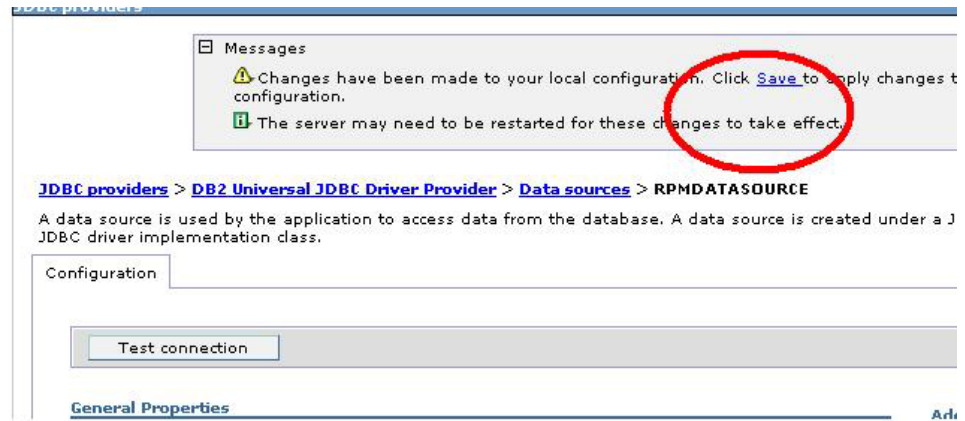 JDBC providers
Messages
Changes have been made to your local configuration. Click Save to apply changes t
configuration.
The server may need to be restarted for these changes to take effect.
JDBC providers > DB2 Universal JDBC Driver Provider > Data sources > RPMDATASOURCE
A data source is used by the application to access data from the database. A data source is created under a J
JDBC driver implementation class.
Configuration
Test connection
General Properties